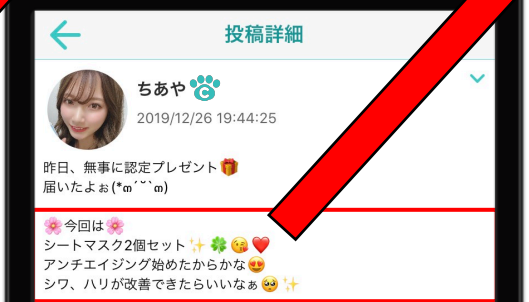 投稿詳細
ちあや
2019/12/26 19:44:25
昨日、無事に認定プレゼント🎁
届いたよぉ(*ฅ´˘`ฅ)
🌸今回は🌸
シートマスク2個セット✨🍀😘❤️
アンチエイジング始めたからかな😍
シワ、ハリが改善できたらいいなぁ🥺✨